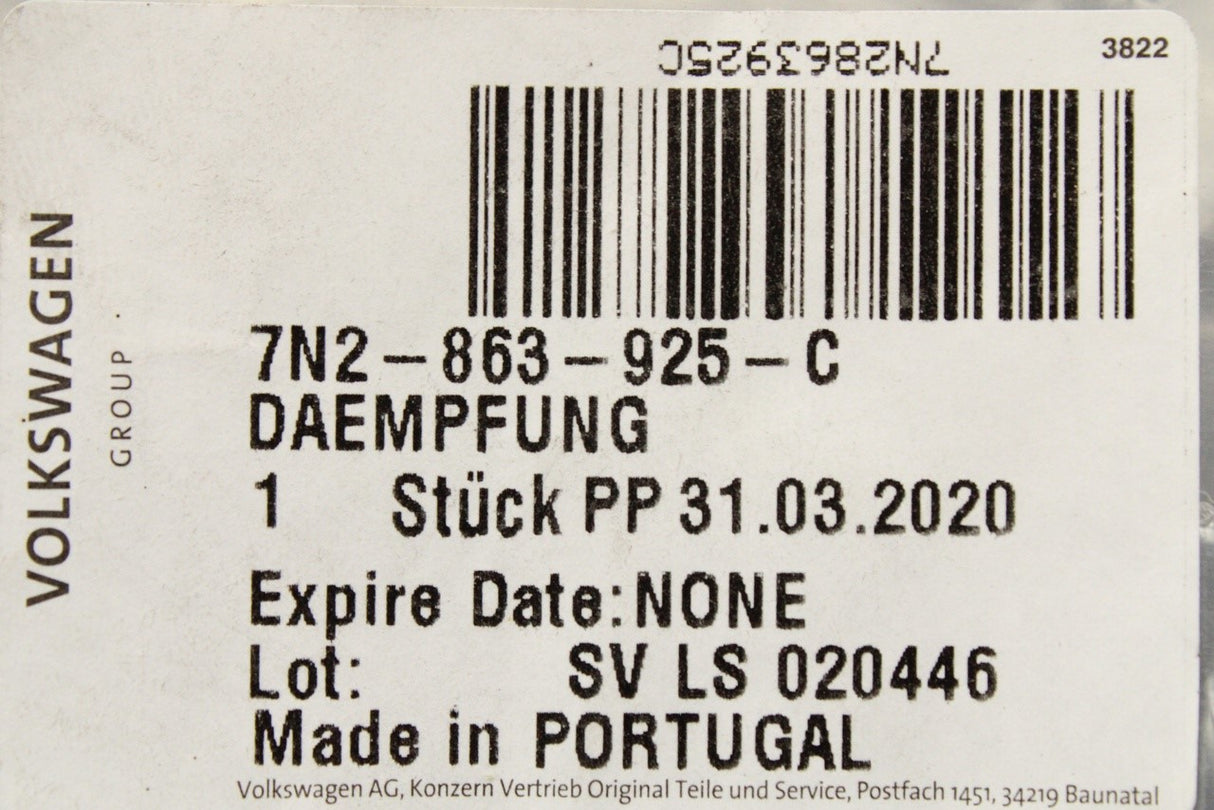 7N2863925C
3822
VOLKSWAGEN
GROUP
7N2-863-925-C
DAEMPFUNG
1 Stück PP 31.03.2020
Expire Date:NONE
Lot: SV LS 020446
Made in PORTUGAL
Volkswagen AG, Konzern Vertrieb Original Teile und Service, Postfach 1451, 34219 Baunatal